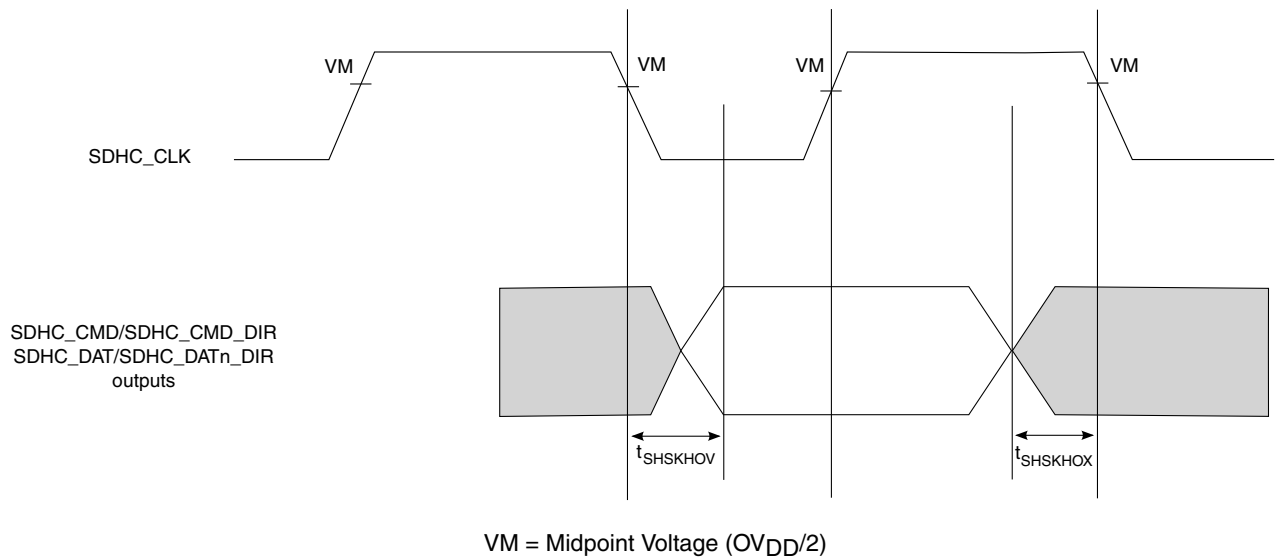 VM
VM
VM
VM
SDHC_CLK
SDHC_CMD/SDHC_CMD_DIR
SDHC_DAT/SDHC_DATn_DIR
outputs
tSHSKHOV
tSHSKHOX
VM = Midpoint Voltage (OVDD/2)